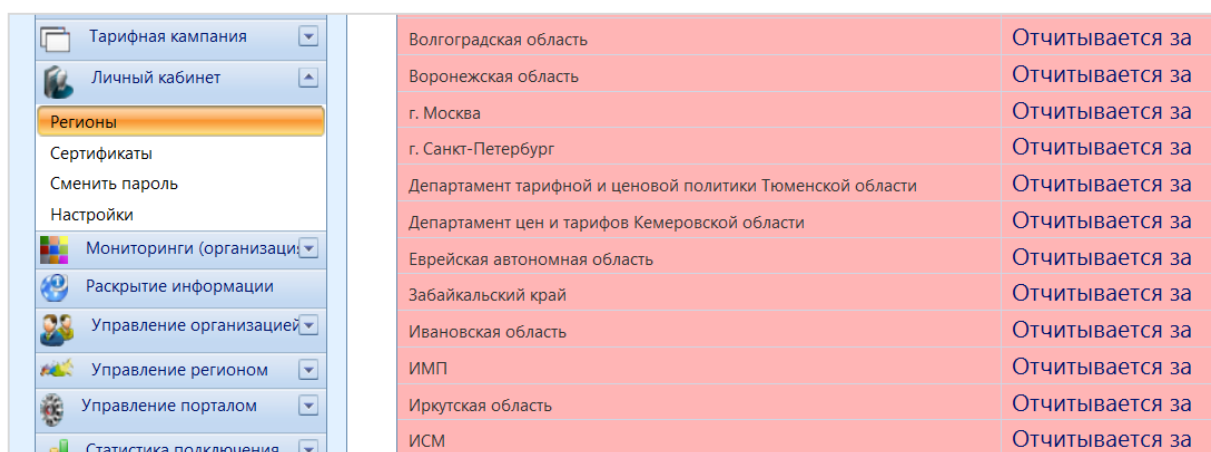 Тарифная кампания
Личный кабинет
Регионы
Сертификаты
Сменить пароль
Настройки
Мониторинги (организация
Раскрытие информации
Управление организацией
Управление регионом
Управление порталом
Статистика подключения
Волгоградская область Отчитывается за
Воронежская область Отчитывается за
г. Москва Отчитывается за
г. Санкт-Петербург Отчитывается за
Департамент тарифной и ценовой политики Тюменской области Отчитывается за
Департамент цен и тарифов Кемеровской области Отчитывается за
Еврейская автономная область Отчитывается за
Забайкальский край Отчитывается за
Ивановская область Отчитывается за
ИМП Отчитывается за
Иркутская область Отчитывается за
ИСМ Отчитывается за